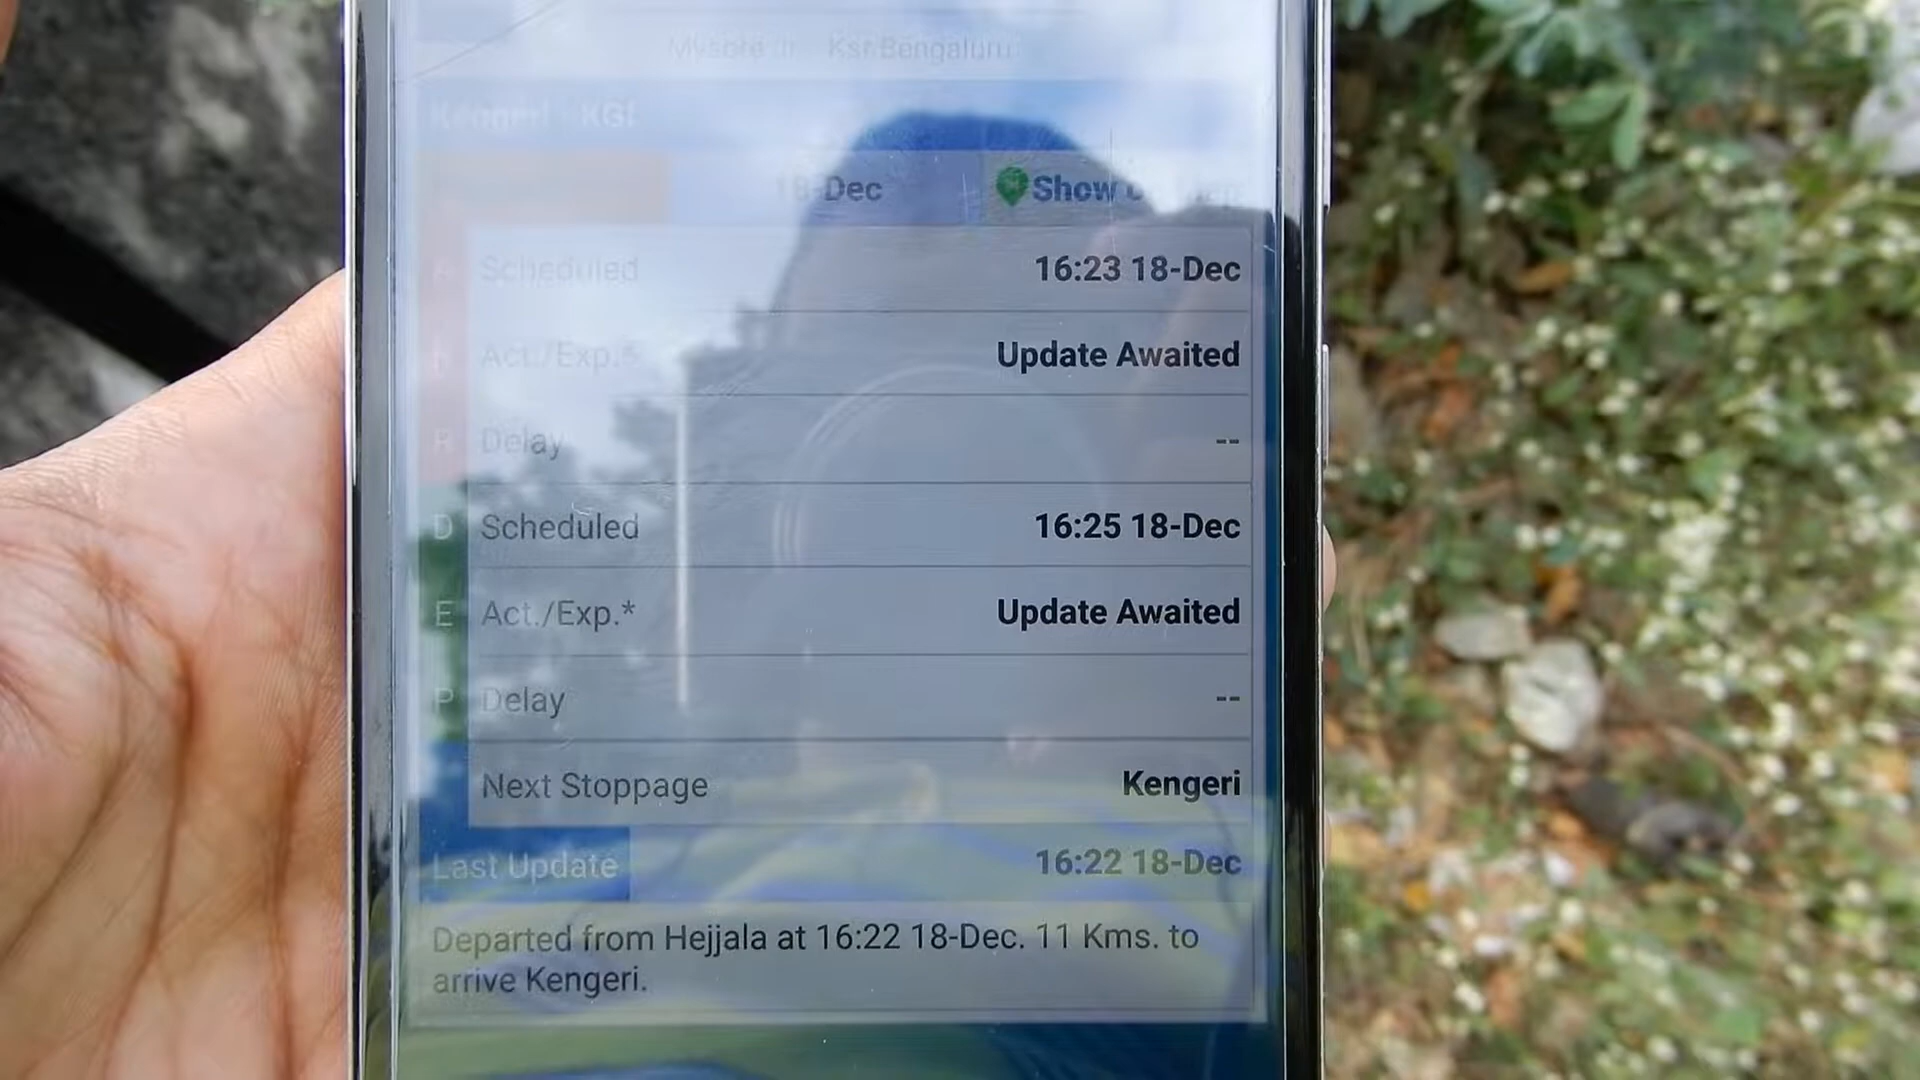 Mysore Jn Ksr Bengaluru
Kengeri KGI
18-Dec Show on Map
A Scheduled 16:23 18-Dec
Act./Exp.* Update Awaited
R Delay --
D Scheduled 16:25 18-Dec
E Act./Exp.* Update Awaited
P Delay --
Next Stoppage Kengeri
Last Update 16:22 18-Dec
Departed from Hejjala at 16:22 18-Dec. 11 Kms. to
arrive Kengeri.